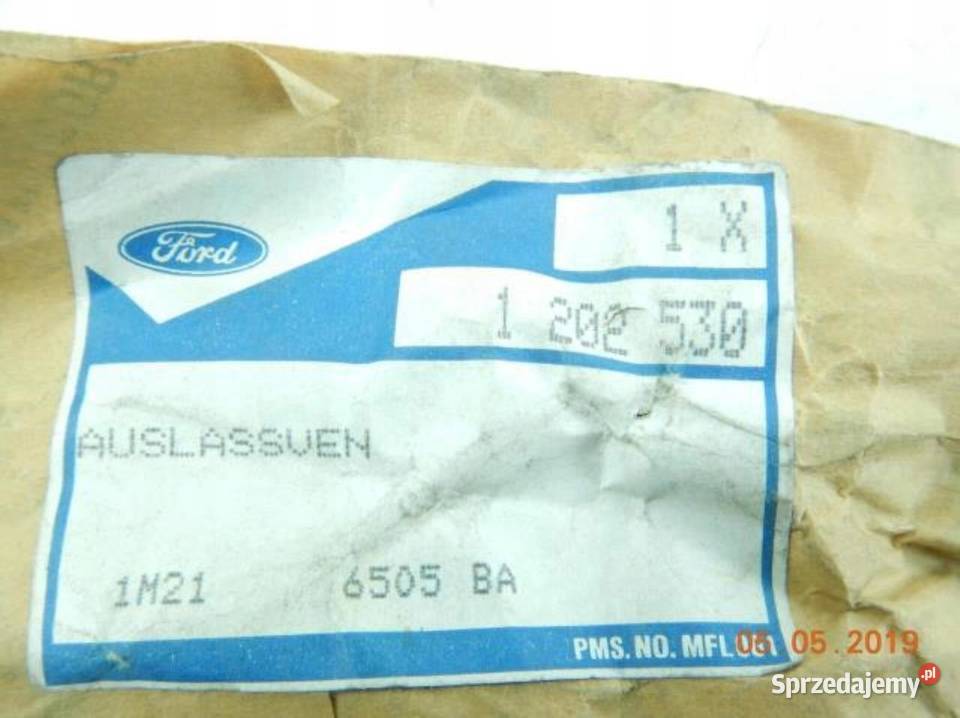 Ford
1 X
1 202 530
AUSLASSVEN
1M21 6505 BA
PMS. NO. MFL
05 05 2019
Sprzedajemy.pl